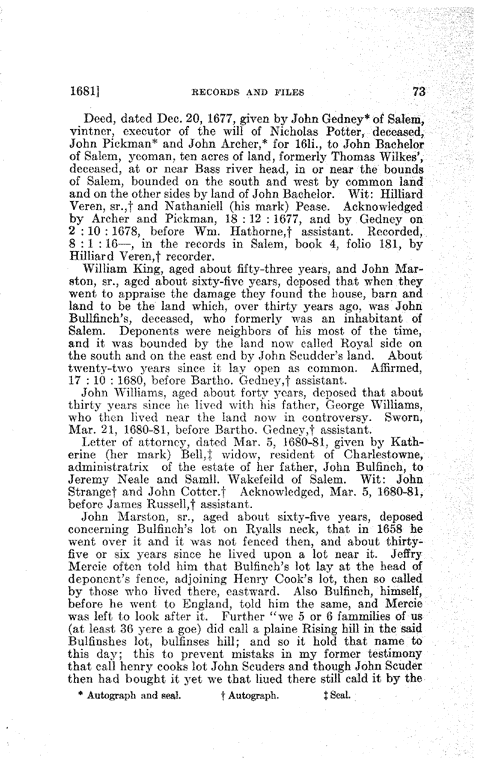 1681]
RECORDS AND FILES
73
Deed, dated Dec. 20, 1677, given by John Gedney* of Salem,
vintner, executor of the will of Nicholas Potter, deceased,
John Pickman* and John Archer,* for 16li., to John Bachelor
of Salem, yeoman, ten acres of land, formerly Thomas Wilkes',
deceased, at or near Bass river head, in or near the bounds
of Salem, bounded on the south and west by common land
and on the other sides by land of John Bachelor. Wit: Hilliard
Veren, sr.,† and Nathaniell (his mark) Pease. Acknowledged
by Archer and Pickman, 18 : 12 : 1677, and by Gedney on
2 : 10 : 1678, before Wm. Hathorne,† assistant. Recorded,
8 : 1 : 16—, in the records in Salem, book 4, folio 181, by
Hilliard Veren,† recorder.
William King, aged about fifty-three years, and John Mar-
ston, sr., aged about sixty-five years, deposed that when they
went to appraise the damage they found the house, barn and
land to be the land which, over thirty years ago, was John
Bullfinch's, deceased, who formerly was an inhabitant of
Salem. Deponents were neighbors of his most of the time,
and it was bounded by the land now called Royal side on
the south and on the east end by John Scudder's land. About
twenty-two years since it lay open as common. Affirmed,
17 : 10 : 1680, before Bartho. Gedney,† assistant.
John Williams, aged about forty years, deposed that about
thirty years since he lived with his father, George Williams,
who then lived near the land now in controversy. Sworn,
Mar. 21, 1680-81, before Bartho. Gedney,† assistant.
Letter of attorney, dated Mar. 5, 1680-81, given by Kath-
erine (her mark) Bell,‡ widow, resident of Charlestowne,
administratrix of the estate of her father, John Bulfinch, to
Jeremy Neale and Samll. Wakefeild of Salem. Wit: John
Strange† and John Cotter.† Acknowledged, Mar. 5, 1680-81,
before James Russell,† assistant.
John Marston, sr., aged about sixty-five years, deposed
concerning Bulfinch's lot on Ryalls neck, that in 1658 he
went over it and it was not fenced then, and about thirty-
five or six years since he lived upon a lot near it. Jeffry
Mercie often told him that Bulfinch's lot lay at the head of
deponent's fence, adjoining Henry Cook's lot, then so called
by those who lived there, eastward. Also Bulfinch, himself,
before he went to England, told him the same, and Mercie
was left to look after it. Further "we 5 or 6 fammilies of us
(at least 36 yere a goe) did call a plaine Rising hill in the said
Bulfinshes lot, bulfinses hill; and so it hold that name to
this day; this to prevent mistaks in my former testimony
that call henry cooks lot John Scuders and though John Scuder
then had bought it yet we that liued there still cald it by the
* Autograph and seal. † Autograph. ‡ Seal.